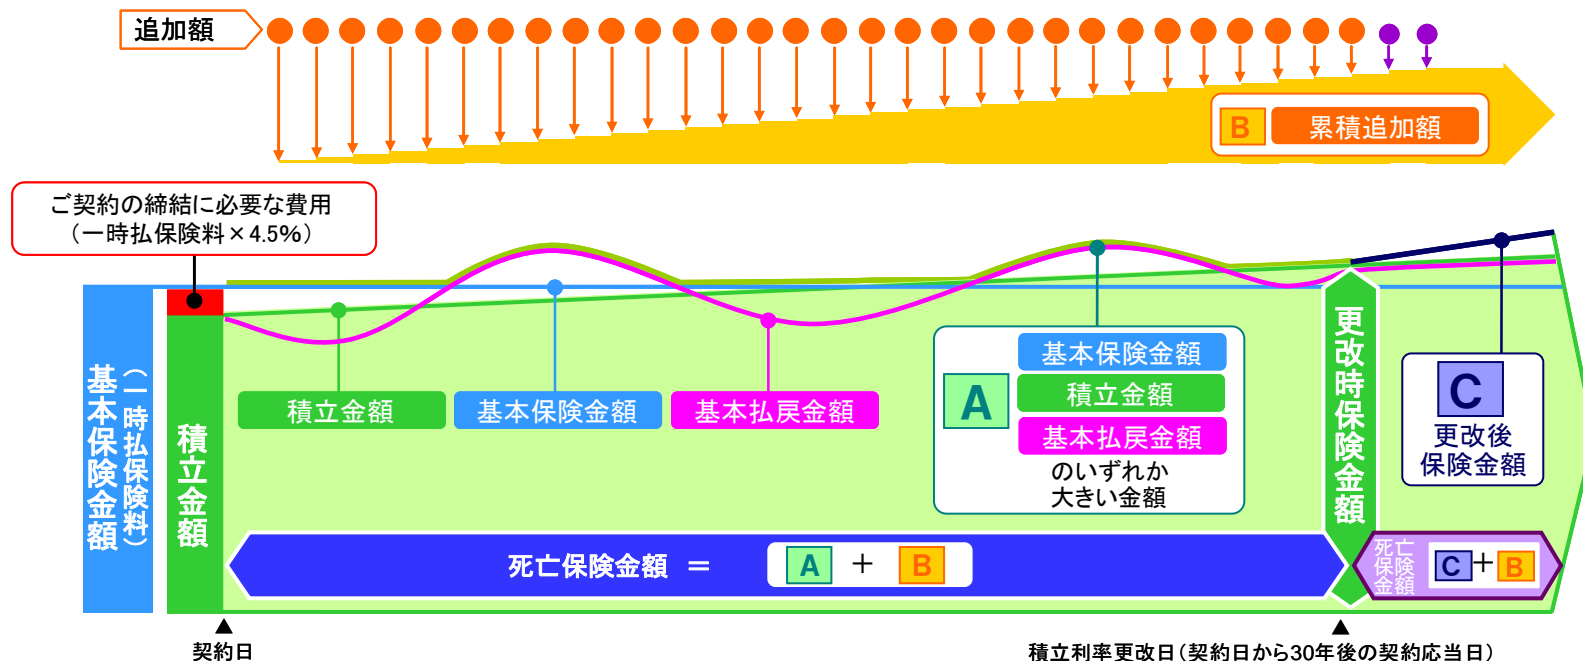 追加額
B 累積追加額
ご契約の締結に必要な費用
（一時払保険料×4.5%）
基本保険金額
（一時払保険料）
積立金額
積立金額
基本保険金額
基本払戻金額
A
基本保険金額
積立金額
基本払戻金額
のいずれか
大きい金額
更改時保険金額
C
更改後
保険金額
死亡保険金額 ＝ A ＋ B
死亡
保険
金額
C＋B
▲
契約日
▲
積立利率更改日（契約日から30年後の契約応当日）